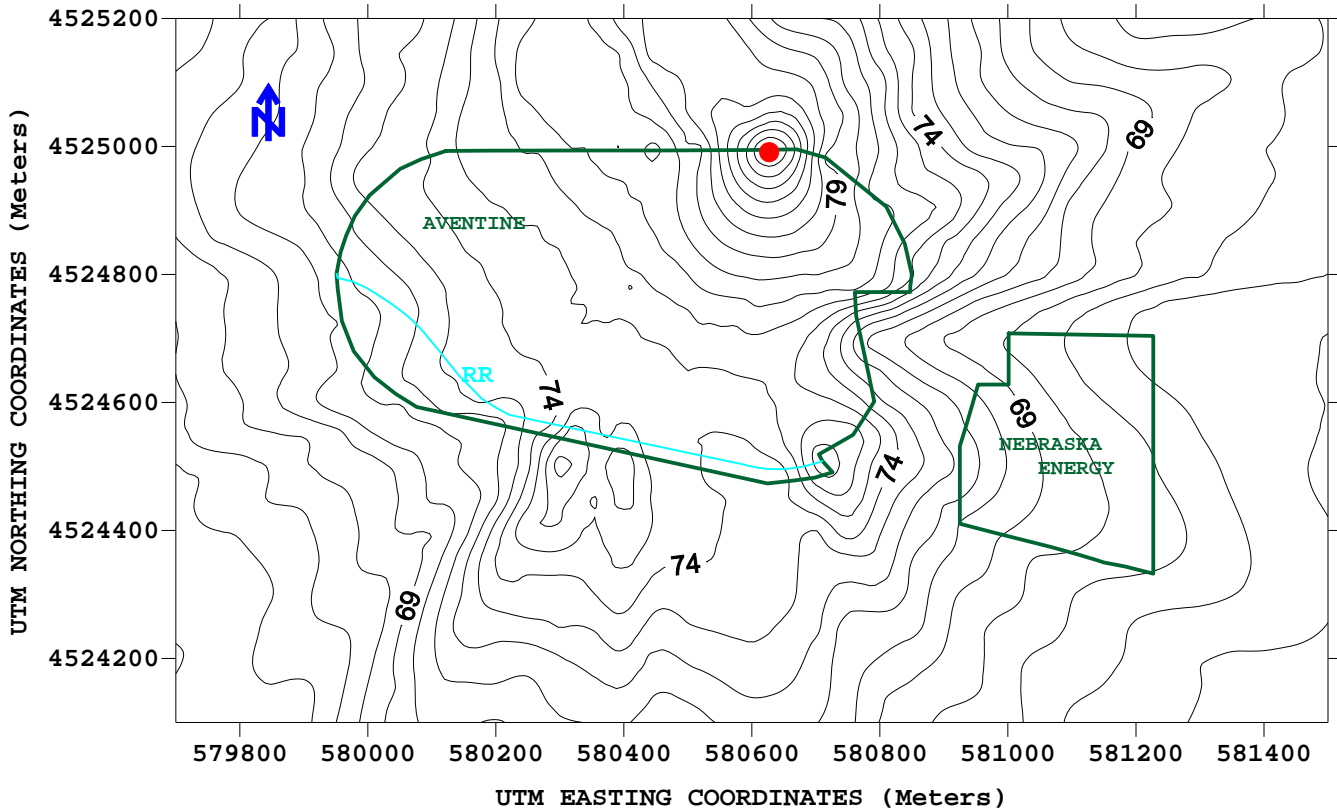 UTM NORTHING COORDINATES (Meters)
4525200
4525000
4524800
4524600
4524400
4524200
N
74
69
79
AVENTINE
RR
74
69
NEBRASKA
ENERGY
74
74
69
579800 580000 580200 580400 580600 580800 581000 581200 581400
UTM EASTING COORDINATES (Meters)